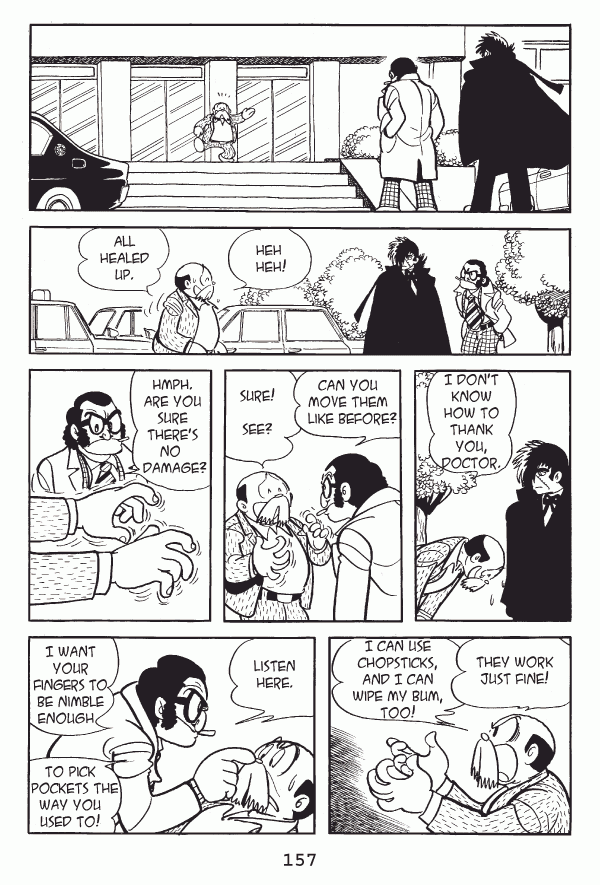 HEH
HEH!
ALL
HEALED
UP.
I DON'T
KNOW
HOW TO
THANK
YOU,
DOCTOR.
CAN YOU
MOVE THEM
LIKE BEFORE?
SURE!
SEE?
HMPH.
ARE YOU
SURE
THERE'S
NO
DAMAGE?
THEY WORK
JUST FINE!
I CAN USE
CHOPSTICKS,
AND I CAN
WIPE MY BUM,
TOO!
LISTEN
HERE.
I WANT
YOUR
FINGERS TO
BE NIMBLE
ENOUGH
TO PICK
POCKETS THE
WAY YOU
USED TO!
157